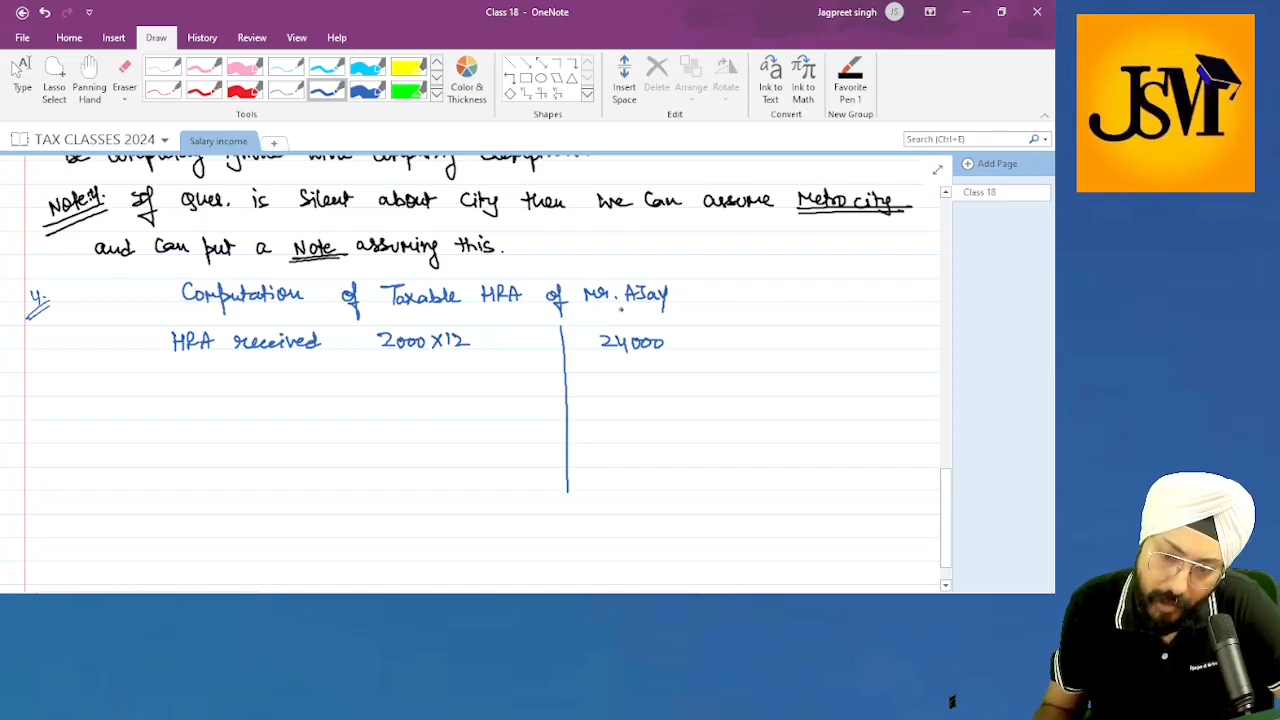 Class 18 - OneNote
Jagpreet singh JS
File Home Insert Draw History Review View Help
Type
Lasso Select
Panning Hand
Eraser
Color & Thickness
Insert Space
Delete
Arrange
Rotate
Ink to Text
Ink to Math
Favorite Pen 1
Tools Shapes Edit Convert New Group
TAX CLASSES 2024 Salary income
Search (Ctrl+E)
Add Page
Class 18
Note:- If Ques. is Silent about City then we Can assume Metro city
and Can put a Note assuming this.
4. Computation of Taxable HRA of Mr. AJay
HRA received 2000×12 24000
JSM